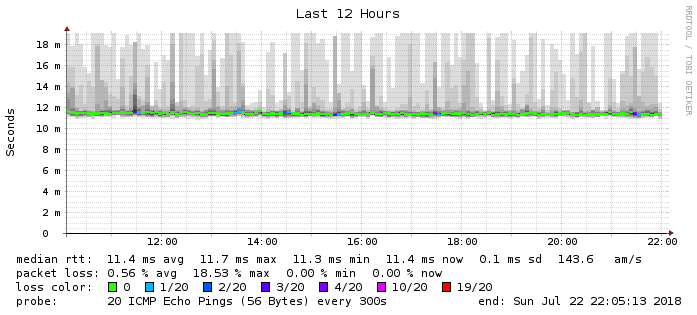 Last 12 Hours
RRDTOOL / TOBI OETIKER
Seconds
18 m
16 m
14 m
12 m
10 m
8 m
6 m
4 m
2 m
0
12:00 14:00 16:00 18:00 20:00 22:00
median rtt: 11.4 ms avg 11.7 ms max 11.3 ms min 11.4 ms now 0.1 ms sd 143.6 am/s
packet loss: 0.56 % avg 18.53 % max 0.00 % min 0.00 % now
loss color: 0 1/20 2/20 3/20 4/20 10/20 19/20
probe: 20 ICMP Echo Pings (56 Bytes) every 300s end: Sun Jul 22 22:05:13 2018